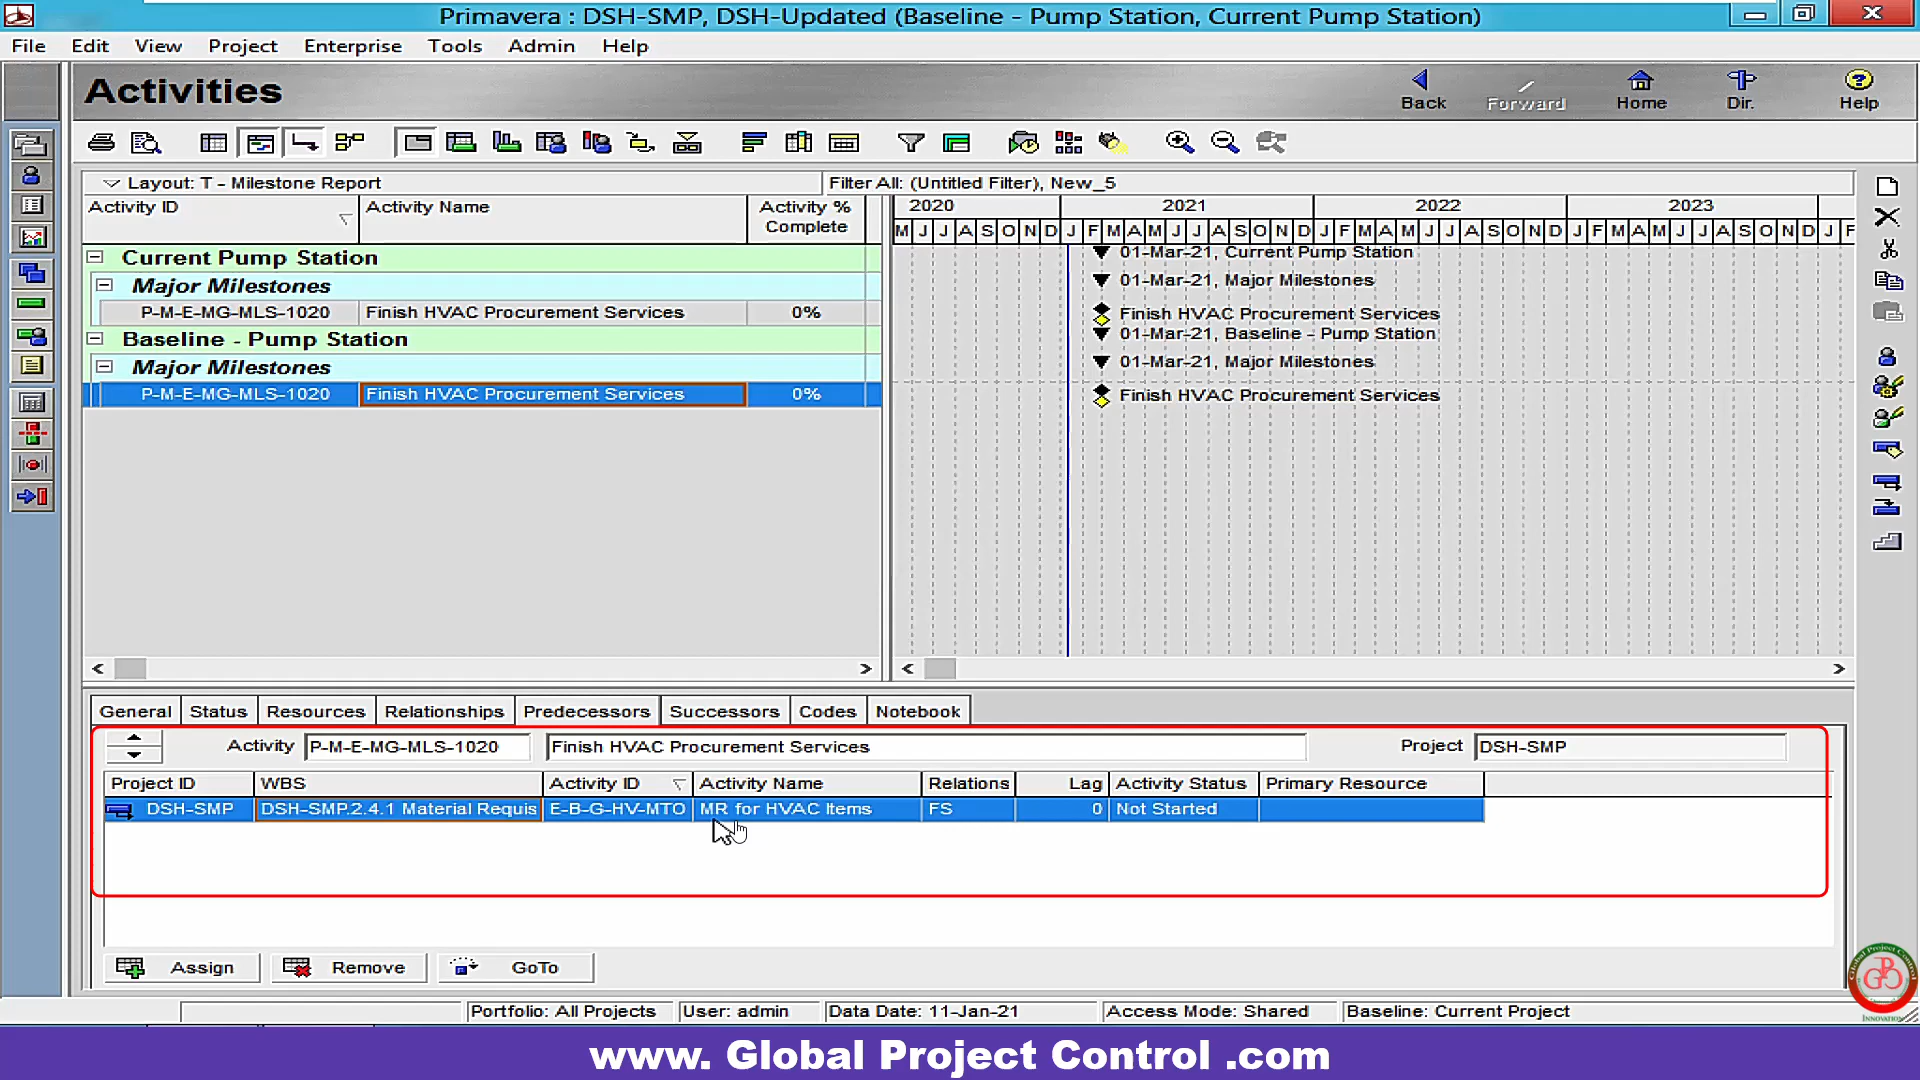 Primavera : DSH-SMP, DSH-Updated (Baseline - Pump Station, Current Pump Station)
File Edit View Project Enterprise Tools Admin Help
Activities
Back Forward Home Dir. Help
Layout: T - Milestone Report Filter All: (Untitled Filter), New_5
Activity ID Activity Name Activity % Complete
2020 2021 2022 2023
M J J A S O N D J F M A M J J A S O N D J F M A M J J A S O N D J F M A M J J A S O N D J F
Current Pump Station 01-Mar-21, Current Pump Station
Major Milestones 01-Mar-21, Major Milestones
P-M-E-MG-MLS-1020 Finish HVAC Procurement Services 0% Finish HVAC Procurement Services
Baseline - Pump Station 01-Mar-21, Baseline - Pump Station
Major Milestones 01-Mar-21, Major Milestones
P-M-E-MG-MLS-1020 Finish HVAC Procurement Services 0% Finish HVAC Procurement Services
General Status Resources Relationships Predecessors Successors Codes Notebook
Activity P-M-E-MG-MLS-1020 Finish HVAC Procurement Services Project DSH-SMP
Project ID WBS Activity ID Activity Name Relations Lag Activity Status Primary Resource
DSH-SMP DSH-SMP.2.4.1 Material Requis E-B-G-HV-MTO MR for HVAC Items FS 0 Not Started
Assign Remove GoTo
Portfolio: All Projects User: admin Data Date: 11-Jan-21 Access Mode: Shared Baseline: Current Project
Global Project Control
GPC
INNOVATION
www. Global Project Control .com